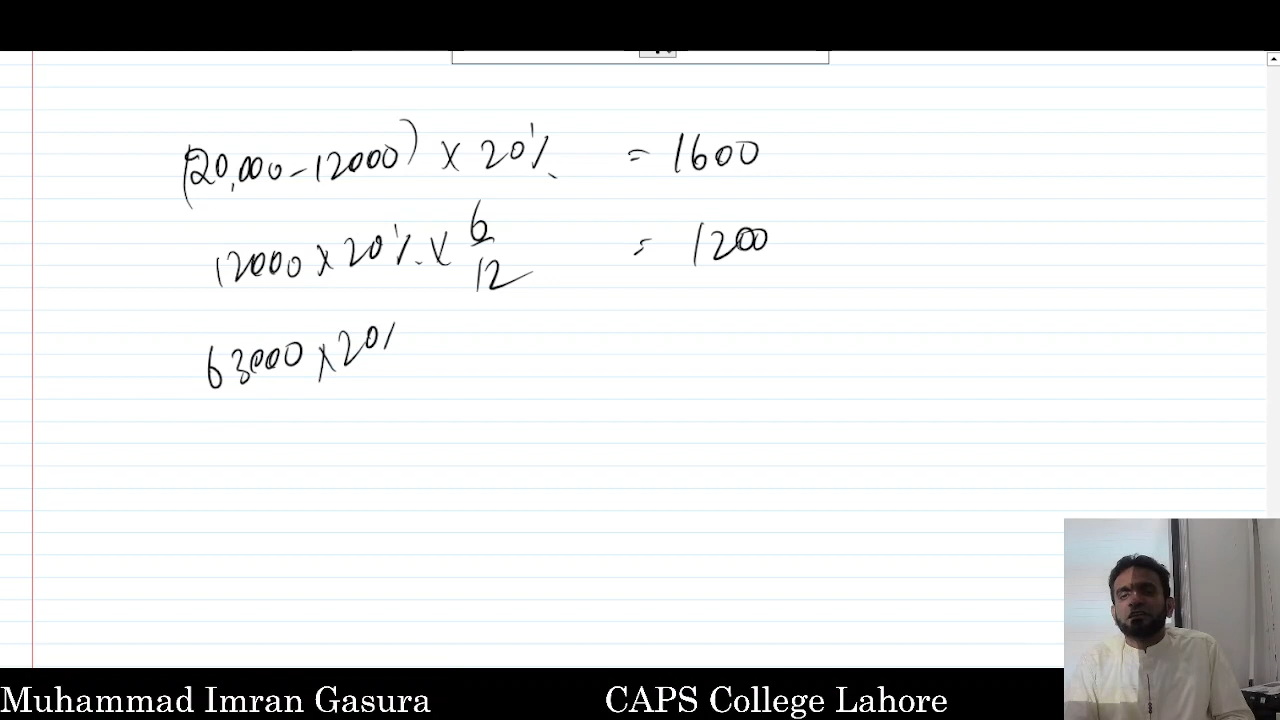 (20,000-12000) x 20% = 1600
12000 x 20% x 6/12 = 1200
63000 x 20%
Muhammad Imran Gasura CAPS College Lahore